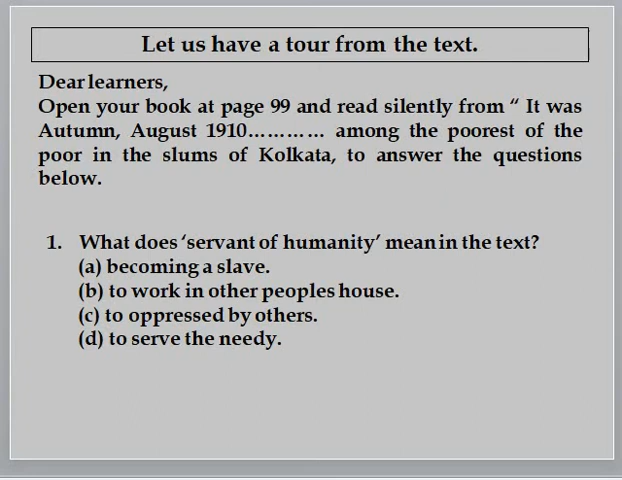 Let us have a tour from the text.
Dear learners,
Open your book at page 99 and read silently from “ It was
Autumn, August 1910………… among the poorest of the
poor in the slums of Kolkata, to answer the questions
below.
1. What does ‘servant of humanity’ mean in the text?
(a) becoming a slave.
(b) to work in other peoples house.
(c) to oppressed by others.
(d) to serve the needy.